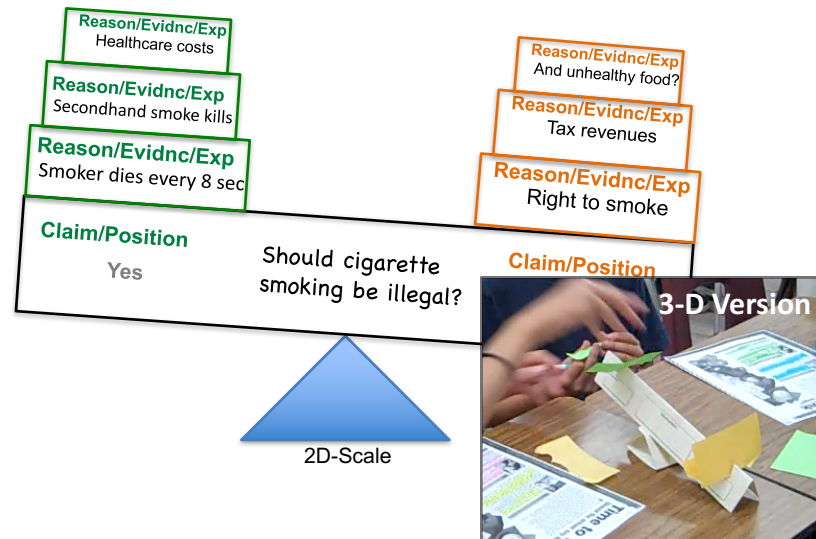 Reason/Evidnc/Exp
Healthcare costs
Reason/Evidnc/Exp
Secondhand smoke kills
Reason/Evidnc/Exp
Smoker dies every 8 sec
Reason/Evidnc/Exp
And unhealthy food?
Reason/Evidnc/Exp
Tax revenues
Reason/Evidnc/Exp
Right to smoke
Claim/Position
Yes
Should cigarette
smoking be illegal?
Claim/Position
2D-Scale
3-D Version
Time to